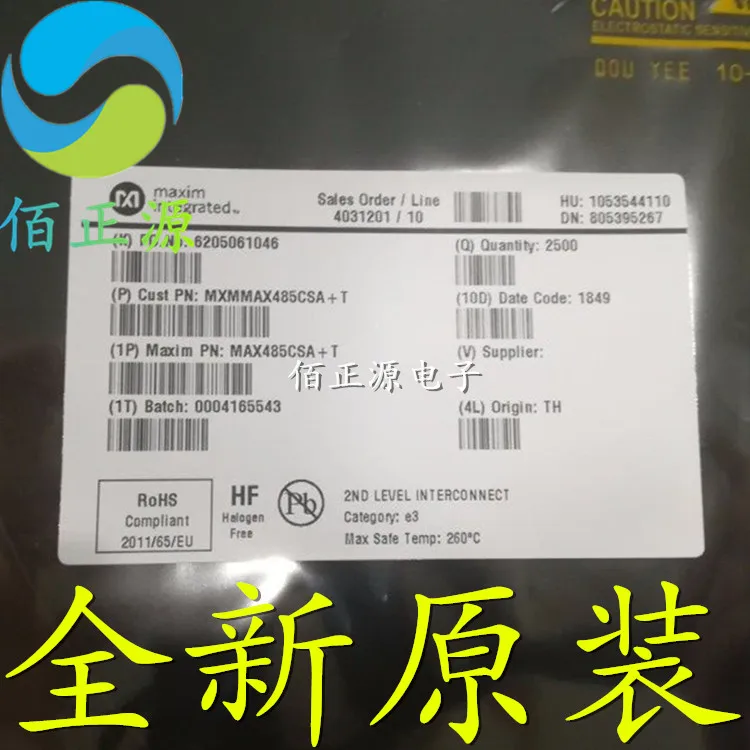 CAUTION
ELECTROSTATIC SENSITIVE
DOU YEE 10-
maxim
integrated™
佰正源
Sales Order / Line
4031201 / 10
HU: 1053544110
DN: 805395267
6205061046
(Q) Quantity: 2500
(P) Cust PN: MXMMAX485CSA+T
(10D) Date Code: 1849
(1P) Maxim PN: MAX485CSA+T
(V) Supplier:
佰正源电子
(1T) Batch: 0004165543
(4L) Origin: TH
RoHS
Compliant
2011/65/EU
HF
Halogen
Free
Pb
2ND LEVEL INTERCONNECT
Category: e3
Max Safe Temp: 260ºC
全新原装